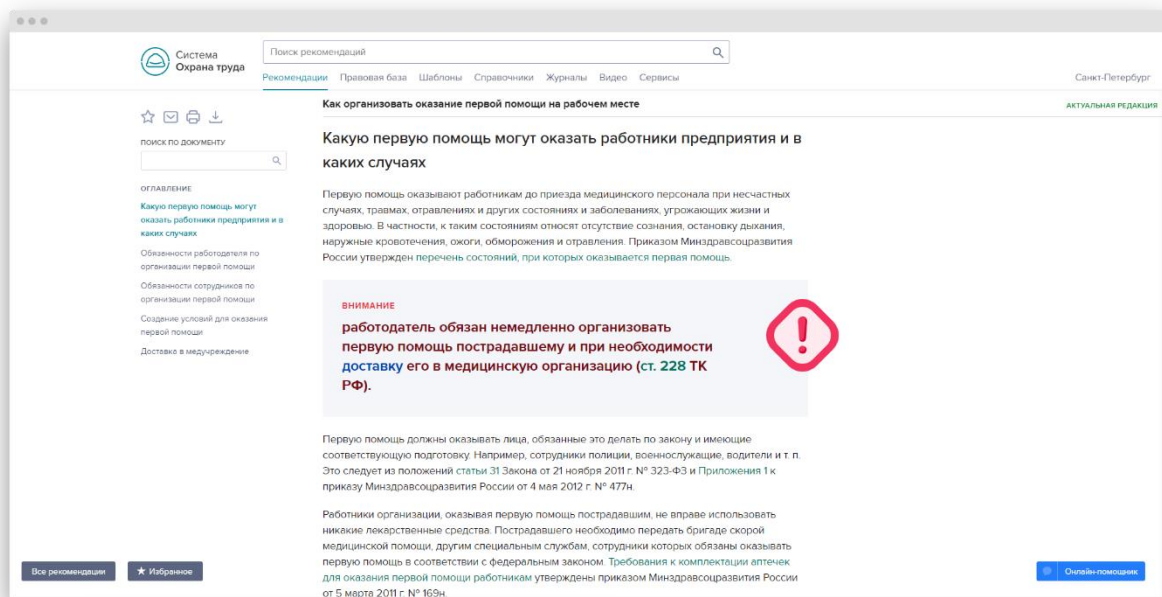 Система
Охрана труда
Поиск рекомендаций
Рекомендации Правовая база Шаблоны Справочники Журналы Видео Сервисы
Санкт-Петербург
Как организовать оказание первой помощи на рабочем месте
АКТУАЛЬНАЯ РЕДАКЦИЯ
ПОИСК ПО ДОКУМЕНТУ
ОГЛАВЛЕНИЕ
Какую первую помощь могут
оказать работники предприятия и в
каких случаях
Обязанности работодателя по
организации первой помощи
Обязанности сотрудников по
организации первой помощи
Создание условий для оказания
первой помощи
Доставка в медучреждение
Какую первую помощь могут оказать работники предприятия и в
каких случаях
Первую помощь оказывают работникам до приезда медицинского персонала при несчастных
случаях, травмах, отравлениях и других состояниях и заболеваниях, угрожающих жизни и
здоровью. В частности, к таким состояниям относят отсутствие сознания, остановку дыхания,
наружные кровотечения, ожоги, обморожения и отравления. Приказом Минздравсоцразвития
России утвержден перечень состояний, при которых оказывается первая помощь.
ВНИМАНИЕ
работодатель обязан немедленно организовать
первую помощь пострадавшему и при необходимости
доставку его в медицинскую организацию (ст. 228 ТК
РФ).
Первую помощь должны оказывать лица, обязанные это делать по закону и имеющие
соответствующую подготовку. Например, сотрудники полиции, военнослужащие, водители и т. п.
Это следует из положений статьи 31 Закона от 21 ноября 2011 г. № 323-ФЗ и Приложения 1 к
приказу Минздравсоцразвития России от 4 мая 2012 г. № 477н.
Работники организации, оказывая первую помощь пострадавшим, не вправе использовать
никакие лекарственные средства. Пострадавшего необходимо передать бригаде скорой
медицинской помощи, другим специальным службам, сотрудники которых обязаны оказывать
первую помощь в соответствии с федеральным законом. Требования к комплектации аптечек
для оказания первой помощи работникам утверждены приказом Минздравсоцразвития России
от 5 марта 2011 г. № 169н.
Все рекомендации
Избранное
Онлайн-помощник